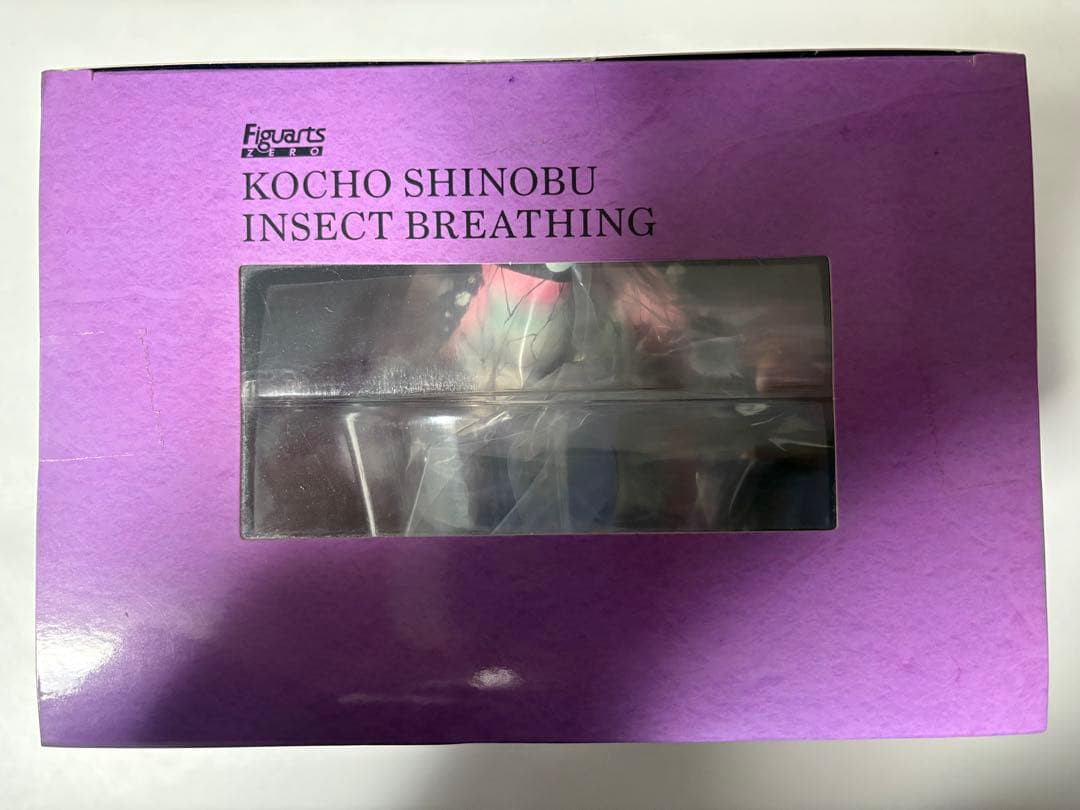 Figuarts
ZERO
KOCHO SHINOBU
INSECT BREATHING